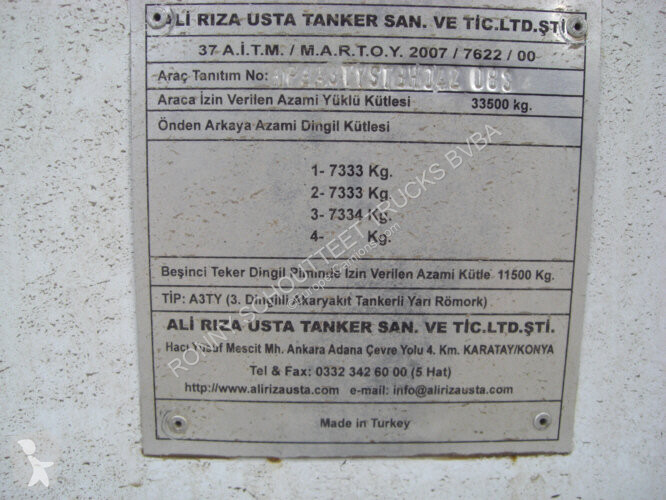 ALİ RIZA USTA TANKER SAN. VE TİC.LTD.ŞTİ
37 A.İ.T.M. / M.A.R.T.O.Y. 2007 / 7622 / 00
Araç Tanıtım No:
Araca İzin Verilen Azami Yüklü Kütlesi 33500 kg.
Önden Arkaya Azami Dingil Kütlesi
1- 7333 Kg.
2- 7333 Kg.
3- 7334 Kg.
4- Kg.
Beşinci Teker Dingil Piminde İzin Verilen Azami Kütle 11500 Kg.
TİP: A3TY (3. Dingilli Akaryakıt Tankerli Yarı Römork)
ALİ RIZA USTA TANKER SAN. VE TİC.LTD.ŞTİ.
Hacı Yusuf Mescit Mh. Ankara Adana Çevre Yolu 4. Km. KARATAY/KONYA
Tel & Fax: 0332 342 60 00 (5 Hat)
http://www.alirizausta.com e-mail: info@alirizausta.com
Made in Turkey
RONNY SCHOUTTEET TRUCKS BVBA